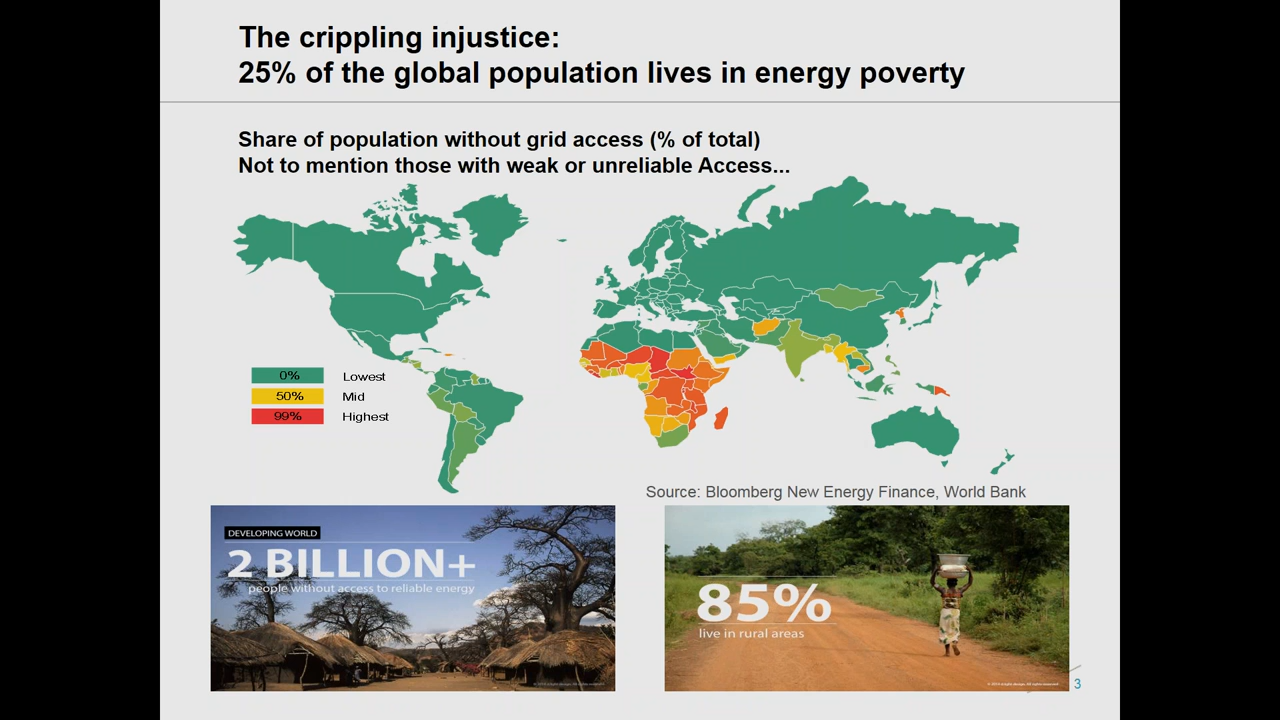 The crippling injustice:
25% of the global population lives in energy poverty
Share of population without grid access (% of total)
Not to mention those with weak or unreliable Access...
0% Lowest
50% Mid
99% Highest
Source: Bloomberg New Energy Finance, World Bank
DEVELOPING WORLD
2 BILLION+
people without access to reliable energy
85%
live in rural areas
3